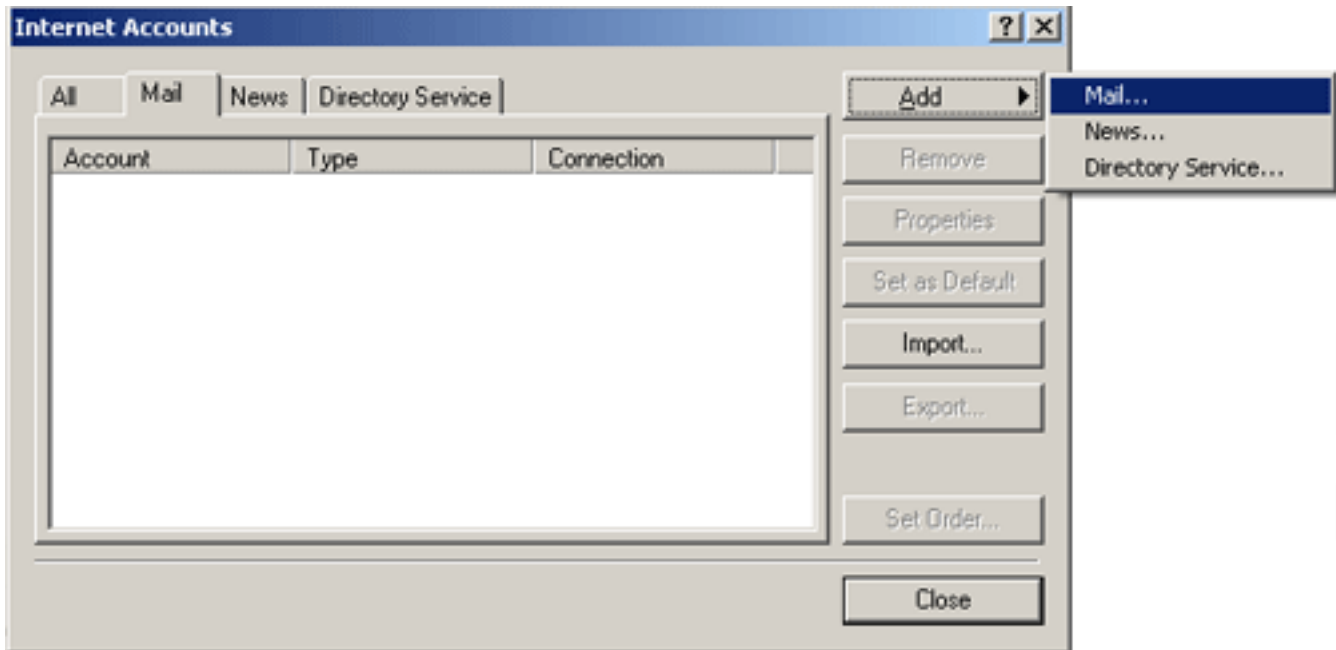 Internet Accounts
All Mail News Directory Service
Account Type Connection
Add
Remove
Properties
Set as Default
Import...
Export...
Set Order...
Close
Mail...
News...
Directory Service...